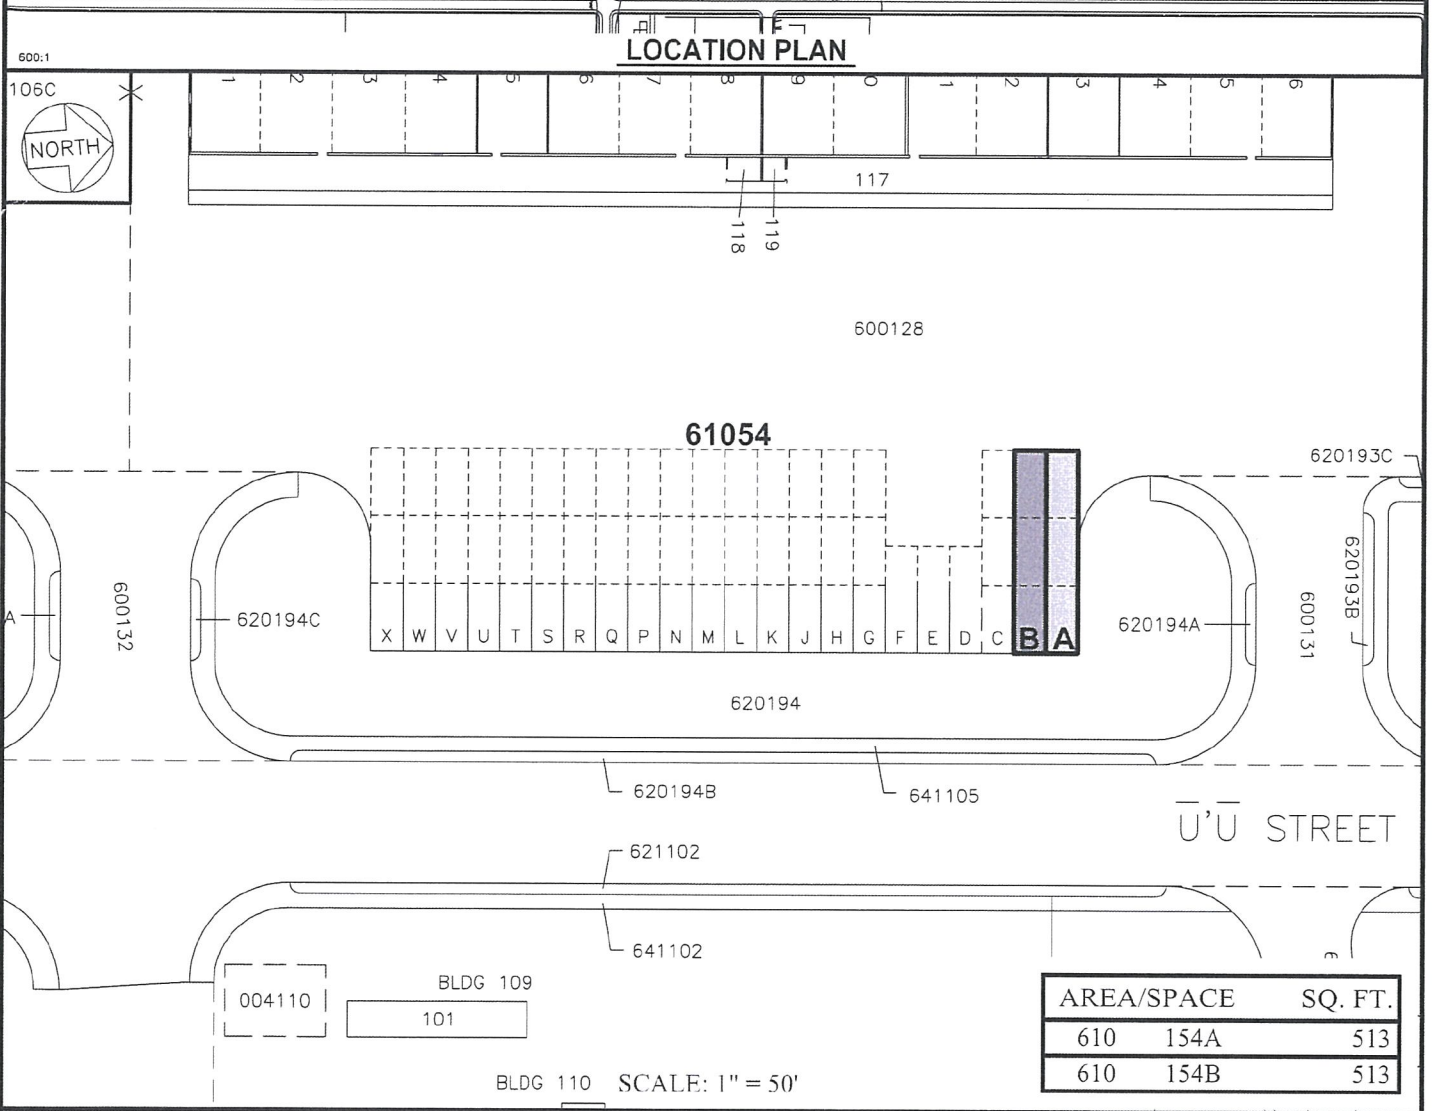 LOCATION PLAN
600:1
106C
1 2 3 4 5 6 7 8 9 0 1 2 3 4 5 6
NORTH
117
118
119
600128
61054
620193C
620193B
600132
620194C
620194A
600131
A
X W V U T S R Q P N M L K J H G F E D C B A
620194
620194B
641105
Ū'Ū STREET
621102
641102
BLDG 109
004110
101
AREA/SPACE SQ. FT.
610 154A 513
610 154B 513
BLDG 110 SCALE: 1" = 50'